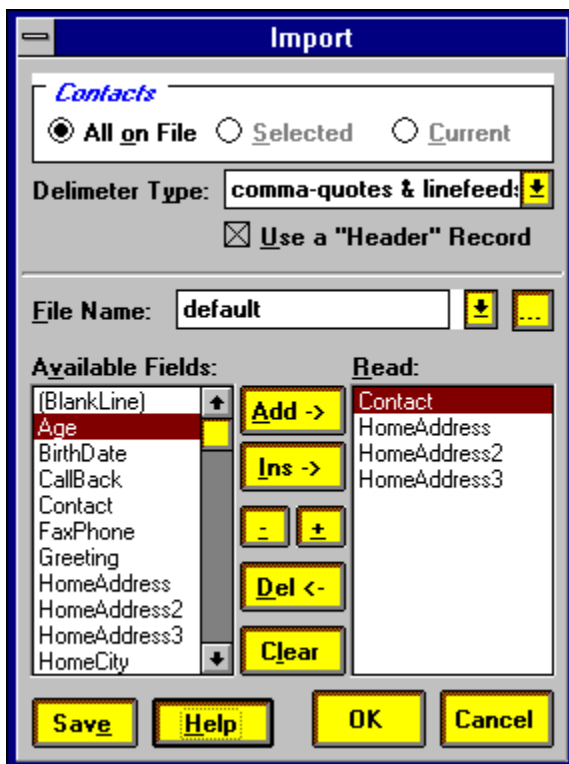 Import
Contacts
All on File Selected Current
Delimeter Type: comma-quotes & linefeeds
Use a "Header" Record
File Name: default ...
Available Fields: Read:
(BlankLine)
Age
BirthDate
CallBack
Contact
FaxPhone
Greeting
HomeAddress
HomeAddress2
HomeAddress3
HomeCity
Add ->
Ins ->
- +
Del <-
Clear
Contact
HomeAddress
HomeAddress2
HomeAddress3
Save Help OK Cancel